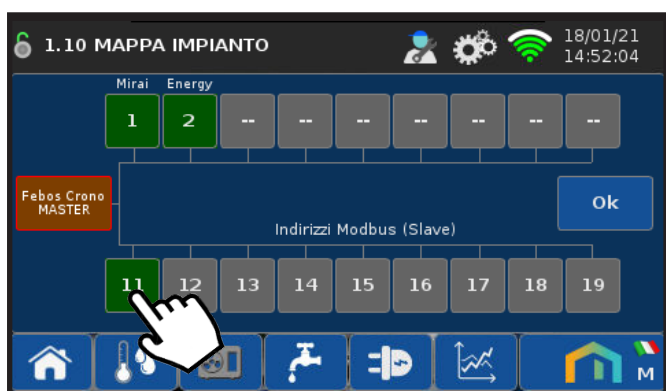 1.10 MAPPA IMPIANTO
18/01/21
14:52:04
Mirai Energy
1 2 -- -- -- -- -- -- --
Febos Crono
MASTER
Ok
Indirizzi Modbus (Slave)
11 12 13 14 15 16 17 18 19
M